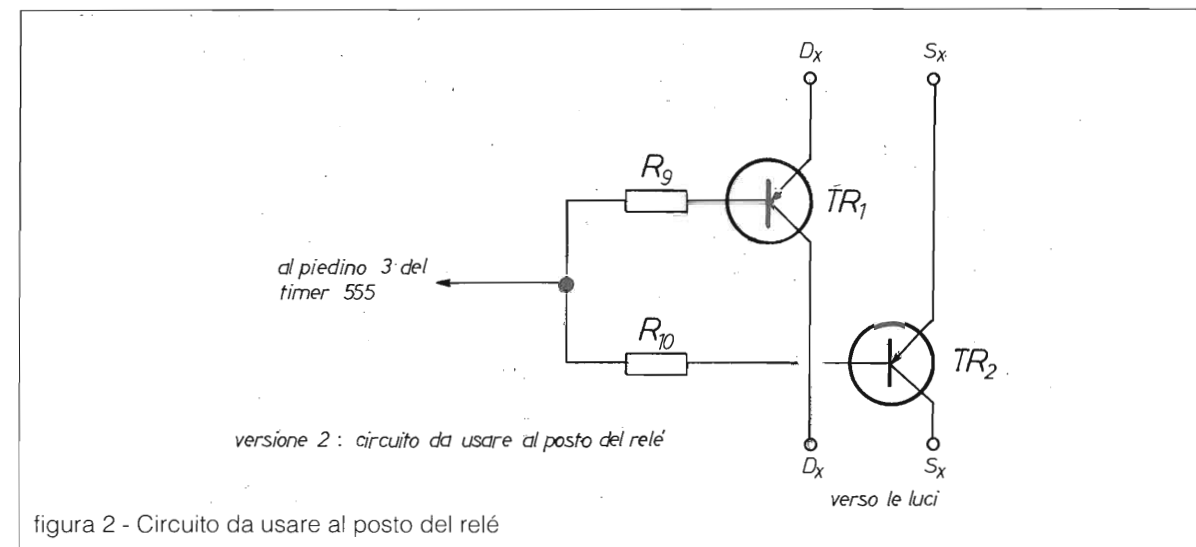 Dx
Sx
R9
TR1
al piedino 3 del
timer 555
R10
TR2
versione 2 : circuito da usare al posto del relé
Dx
Sx
verso le luci
figura 2 - Circuito da usare al posto del relé